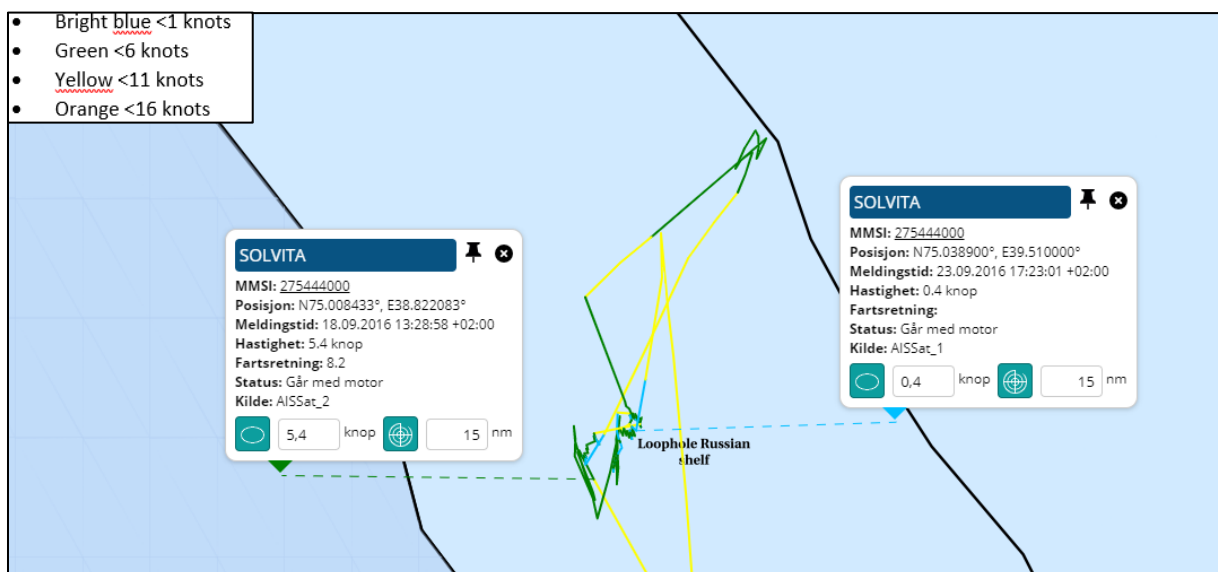 • Bright blue <1 knots
• Green <6 knots
• Yellow <11 knots
• Orange <16 knots
SOLVITA
MMSI: 275444000
Posisjon: N75.008433°, E38.822083°
Meldingstid: 18.09.2016 13:28:58 +02:00
Hastighet: 5.4 knop
Fartsretning: 8.2
Status: Går med motor
Kilde: AISSat_2
5,4 knop 15 nm
SOLVITA
MMSI: 275444000
Posisjon: N75.038900°, E39.510000°
Meldingstid: 23.09.2016 17:23:01 +02:00
Hastighet: 0.4 knop
Fartsretning:
Status: Går med motor
Kilde: AISSat_1
0,4 knop 15 nm
Loophole Russian
shelf